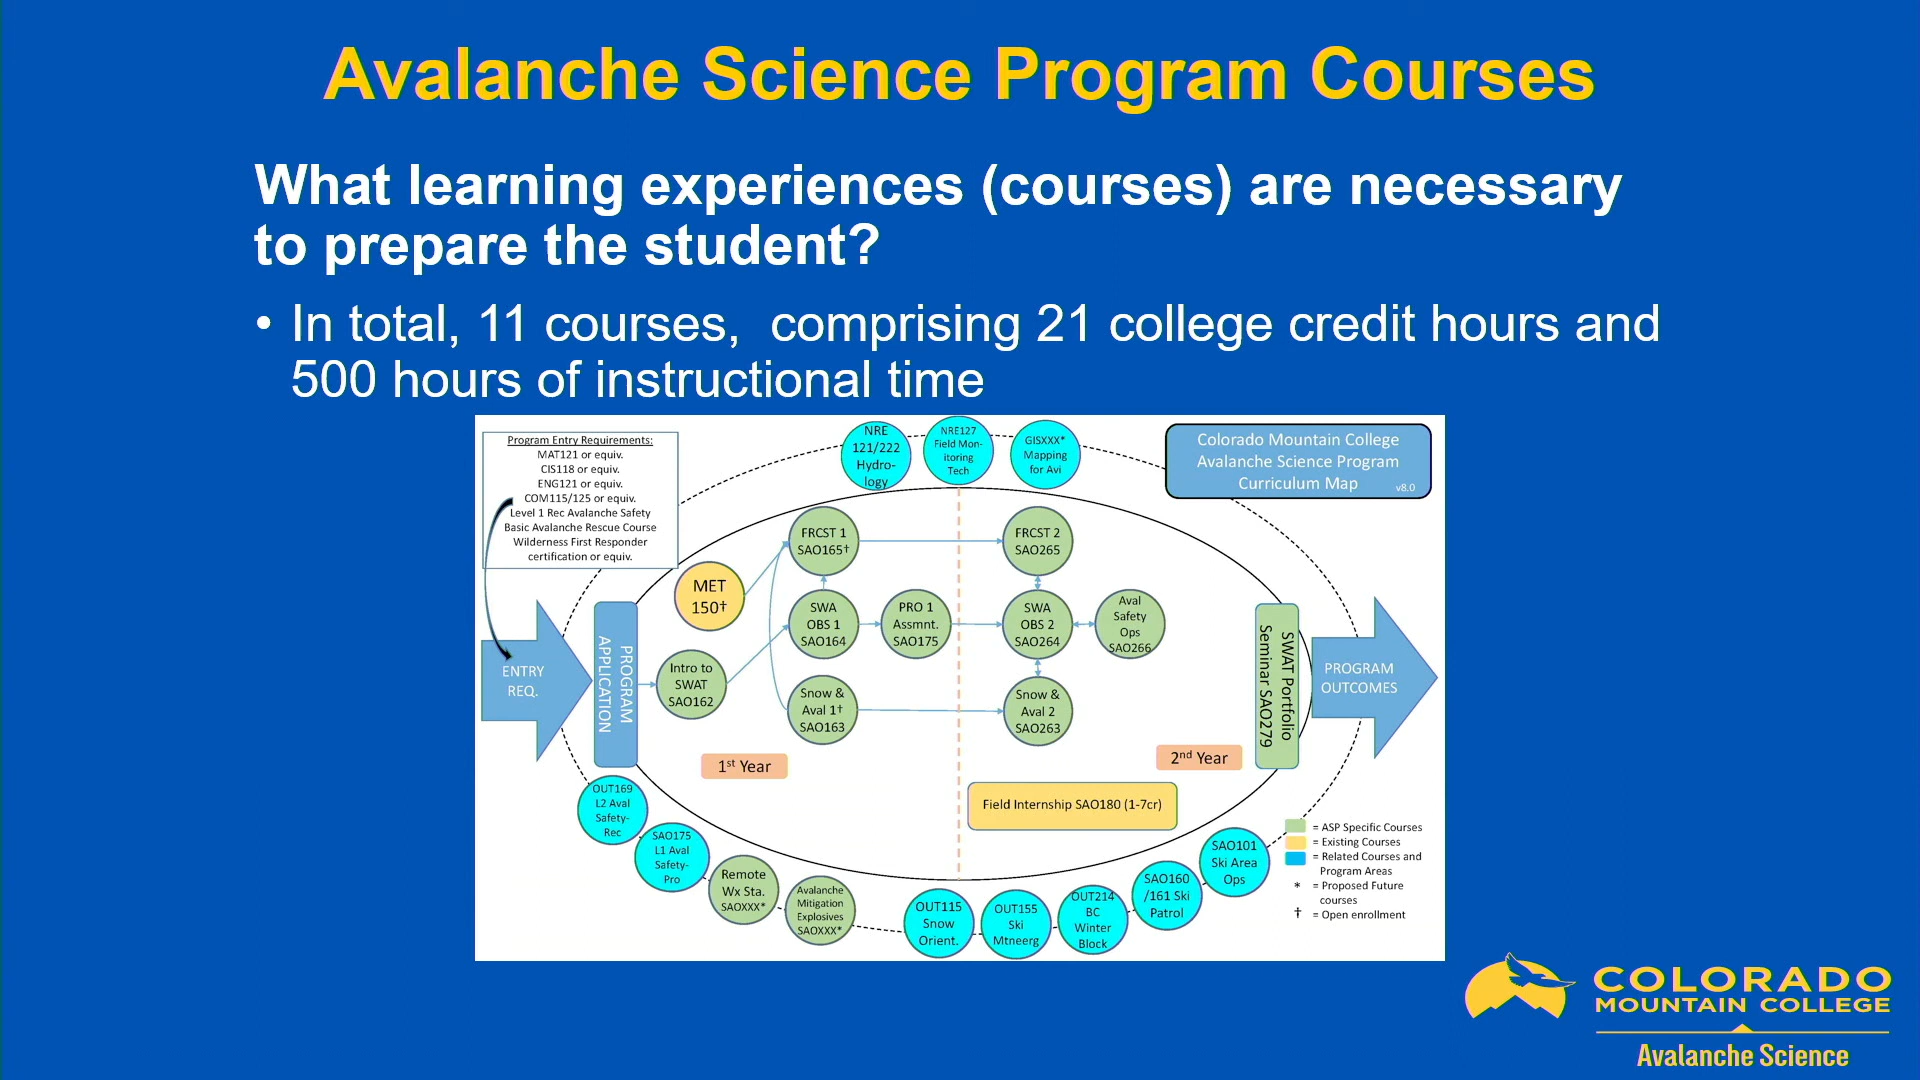 Avalanche Science Program Courses
What learning experiences (courses) are necessary
to prepare the student?
• In total, 11 courses,  comprising 21 college credit hours and
500 hours of instructional time
Program Entry Requirements:
MAT121 or equiv.
CIS118 or equiv.
ENG121 or equiv.
COM115/125 or equiv.
Level 1 Rec Avalanche Safety
Basic Avalanche Rescue Course
Wilderness First Responder
certification or equiv.
NRE
121/222
Hydro-
logy
NRE127
Field Mon-
itoring
Tech
GISXXX*
Mapping
for Avi
Colorado Mountain College
Avalanche Science Program
Curriculum Map
v8.0
ENTRY
REQ.
PROGRAM
APPLICATION
MET
150†
Intro to
SWAT
SAO162
FRCST 1
SAO165†
SWA
OBS 1
SAO164
Snow &
Aval 1†
SAO163
PRO 1
Assmnt.
SAO175
FRCST 2
SAO265
SWA
OBS 2
SAO264
Snow &
Aval 2
SAO263
Aval
Safety
Ops
SAO266
SWAT Portfolio
Seminar SAO279
PROGRAM
OUTCOMES
1st Year
2nd Year
Field Internship SAO180 (1-7cr)
OUT169
L2 Aval
Safety-
Rec
SAO175
L1 Aval
Safety-
Pro
Remote
Wx Sta.
SAOXXX*
Avalanche
Mitigation
Explosives
SAOXXX*
OUT115
Snow
Orient.
OUT155
Ski
Mtneerg
OUT214
BC
Winter
Block
SAO160
/161 Ski
Patrol
SAO101
Ski Area
Ops
= ASP Specific Courses
= Existing Courses
= Related Courses and
Program Areas
* = Proposed Future
courses
† = Open enrollment
COLORADO
MOUNTAIN COLLEGE
Avalanche Science